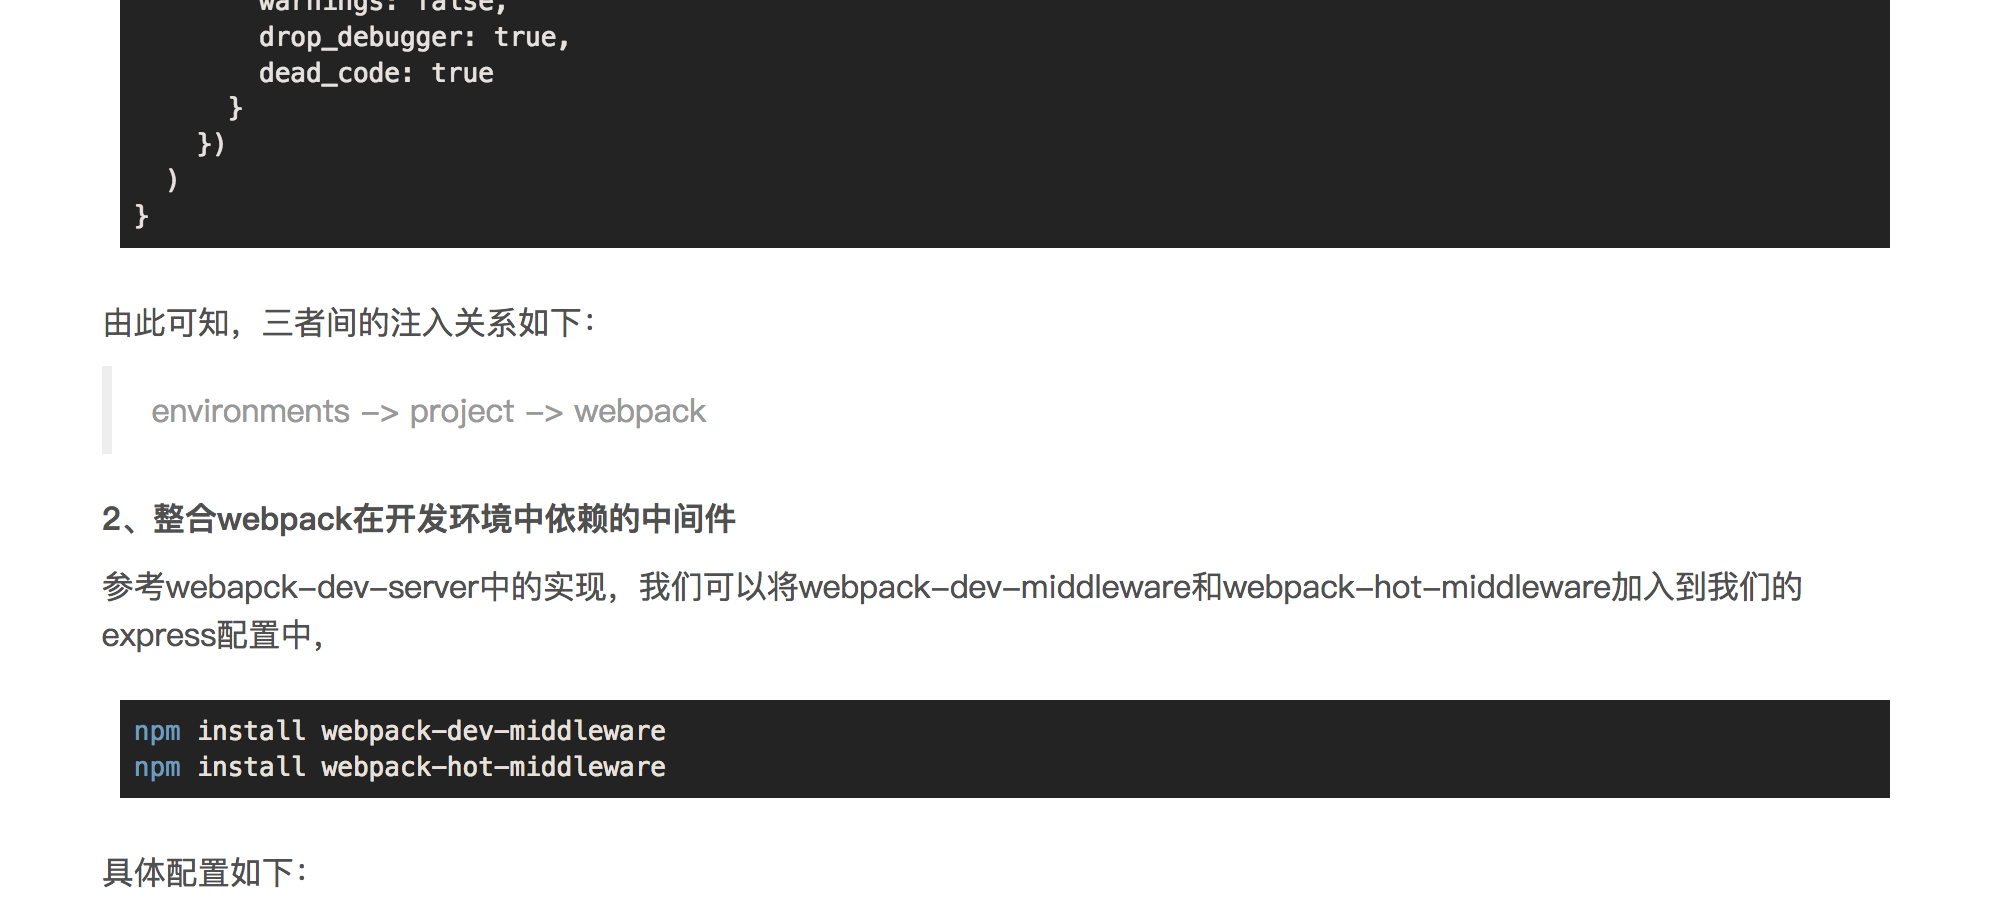 warnings: false,
drop_debugger: true,
dead_code: true
}
})
)
}
由此可知，三者间的注入关系如下：
environments -> project -> webpack
2、整合webpack在开发环境中依赖的中间件
参考webapck-dev-server中的实现，我们可以将webpack-dev-middleware和webpack-hot-middleware加入到我们的
express配置中，
npm install webpack-dev-middleware
npm install webpack-hot-middleware
具体配置如下：